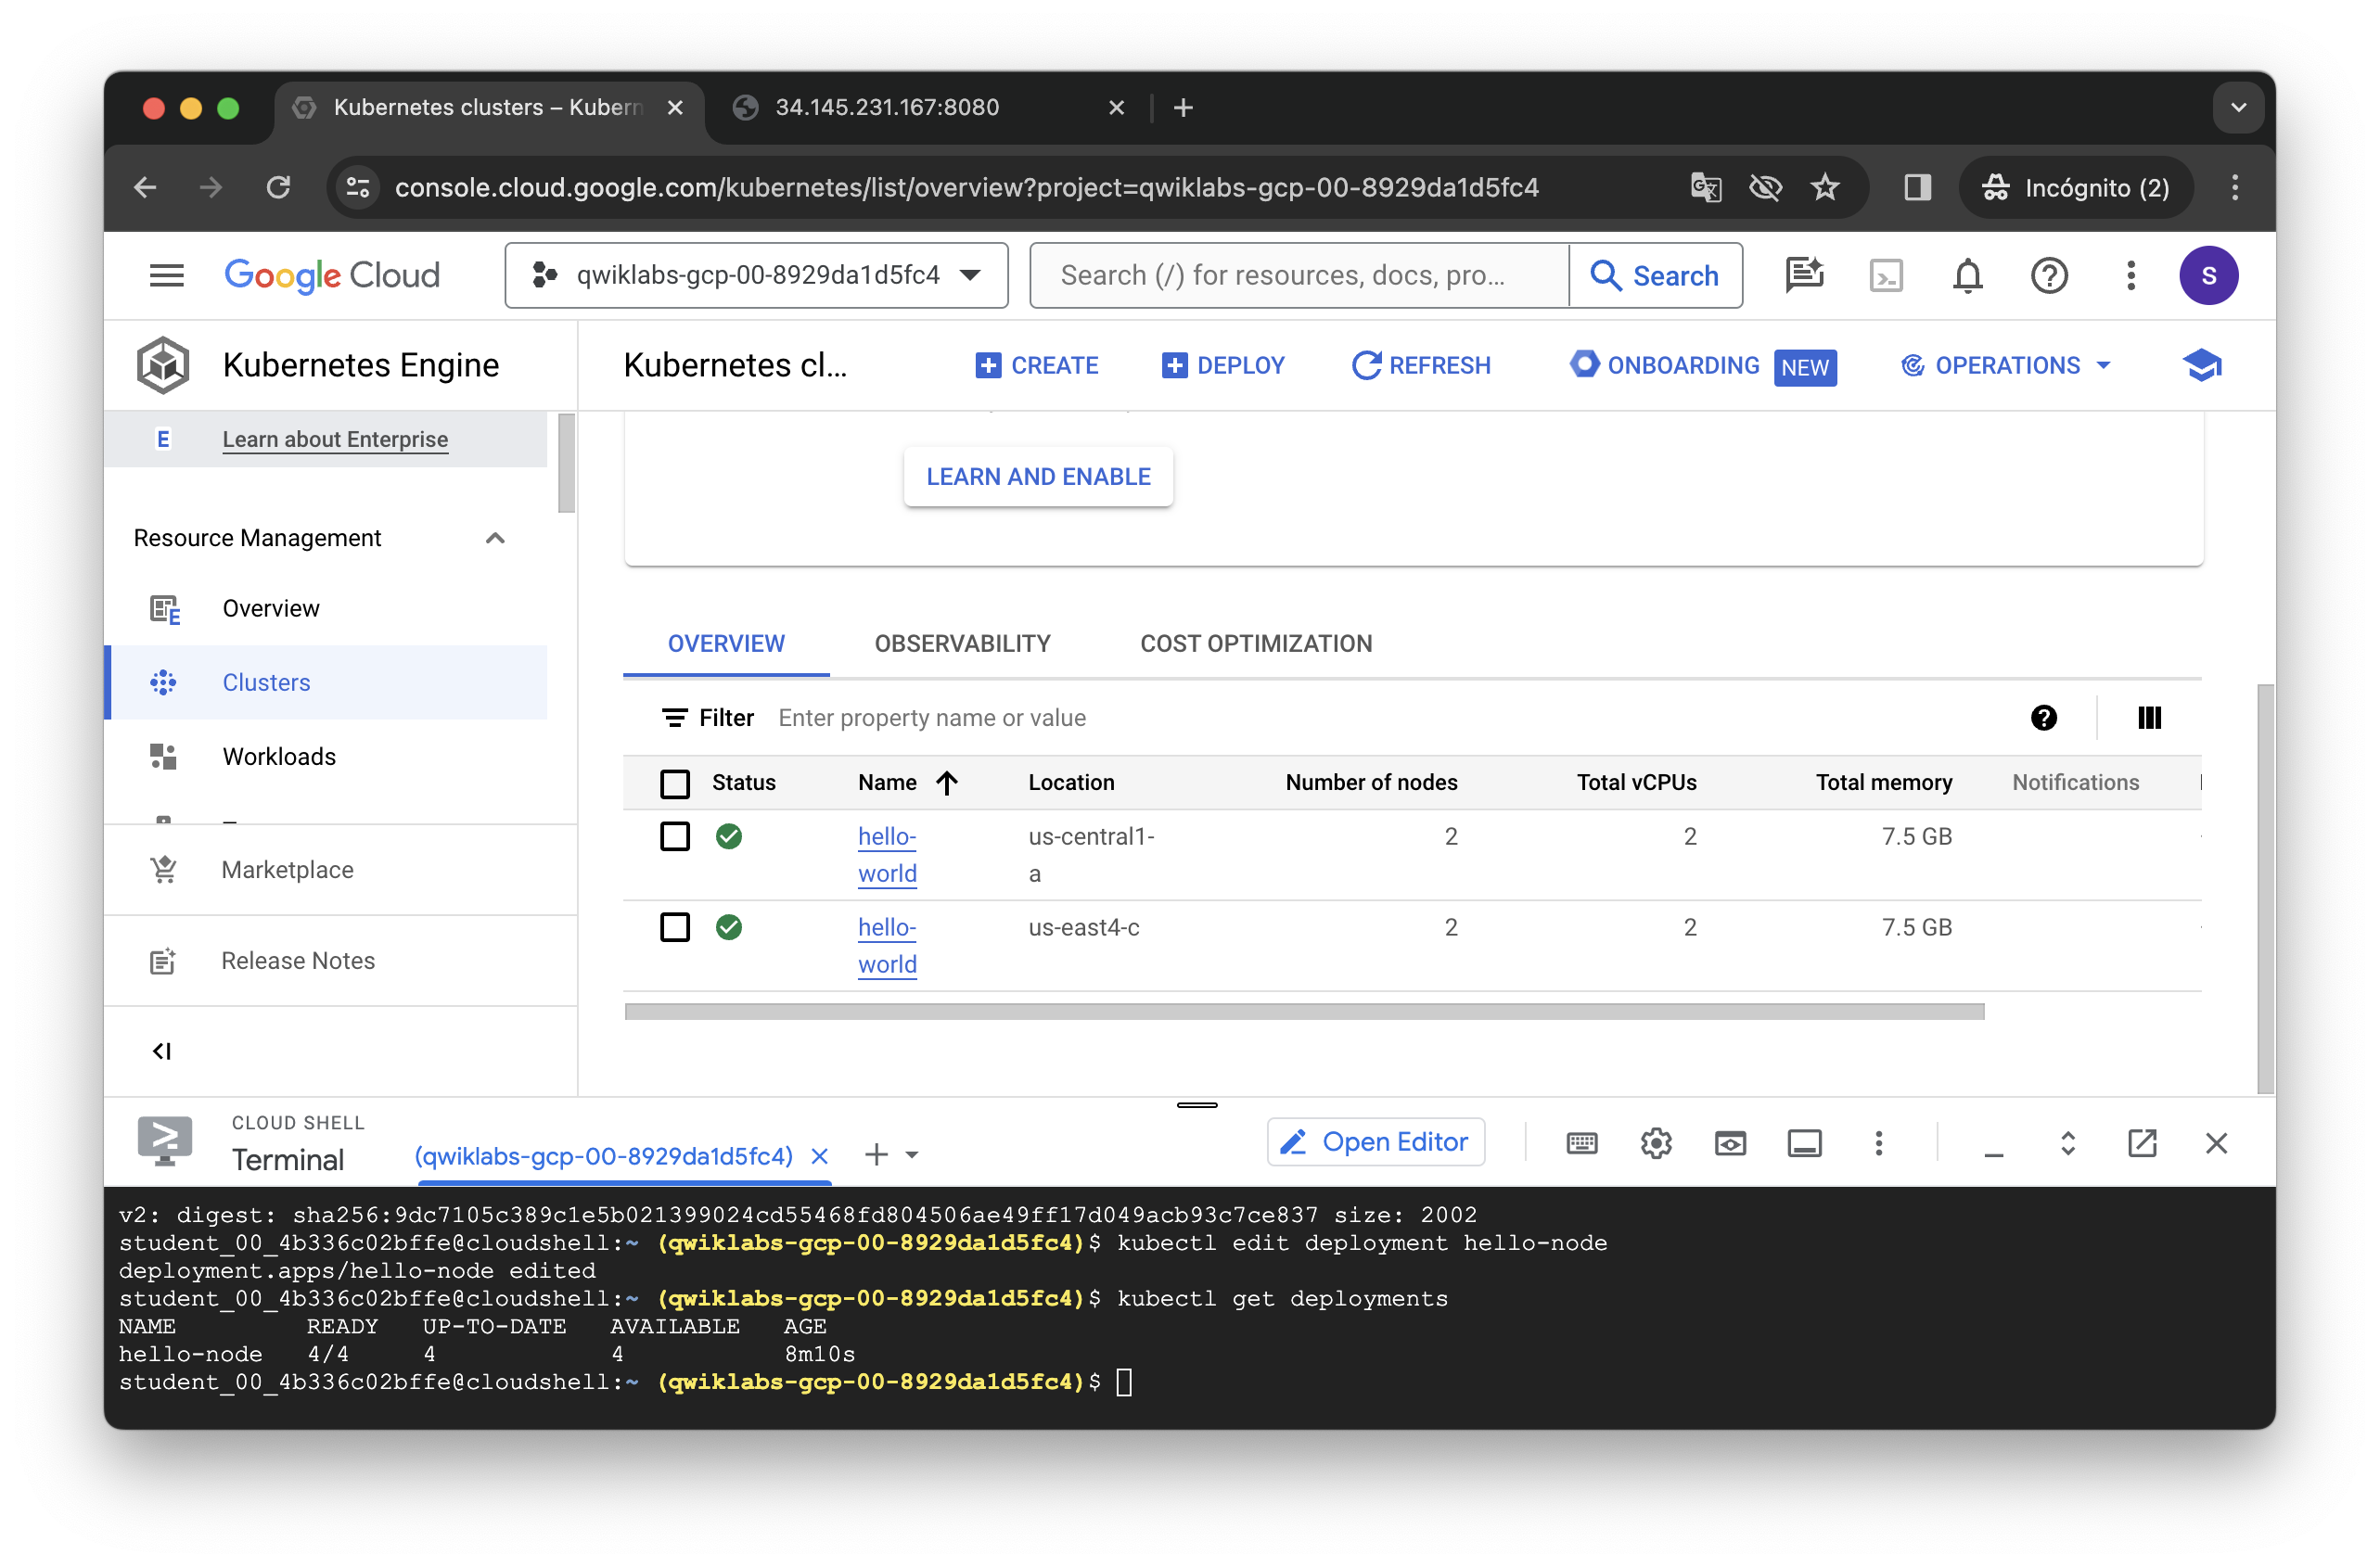 Kubernetes clusters – Kubern
34.145.231.167:8080
console.cloud.google.com/kubernetes/list/overview?project=qwiklabs-gcp-00-8929da1d5fc4
Incógnito (2)
Google Cloud
qwiklabs-gcp-00-8929da1d5fc4
Search (/) for resources, docs, pro...
Search
S
Kubernetes Engine
Kubernetes cl...
CREATE
DEPLOY
REFRESH
ONBOARDING NEW
OPERATIONS
E Learn about Enterprise
LEARN AND ENABLE
Resource Management
Overview
Clusters
Workloads
Marketplace
Release Notes
OVERVIEW OBSERVABILITY COST OPTIMIZATION
Filter Enter property name or value
Status Name Location Number of nodes Total vCPUs Total memory Notifications
hello- us-central1- 2 2 7.5 GB
world a
hello- us-east4-c 2 2 7.5 GB
world
CLOUD SHELL
Terminal
(qwiklabs-gcp-00-8929da1d5fc4)
Open Editor
v2: digest: sha256:9dc7105c389c1e5b021399024cd55468fd804506ae49ff17d049acb93c7ce837 size: 2002
student_00_4b336c02bffe@cloudshell:~ (qwiklabs-gcp-00-8929da1d5fc4)$ kubectl edit deployment hello-node
deployment.apps/hello-node edited
student_00_4b336c02bffe@cloudshell:~ (qwiklabs-gcp-00-8929da1d5fc4)$ kubectl get deployments
NAME READY UP-TO-DATE AVAILABLE AGE
hello-node 4/4 4 4 8m10s
student_00_4b336c02bffe@cloudshell:~ (qwiklabs-gcp-00-8929da1d5fc4)$